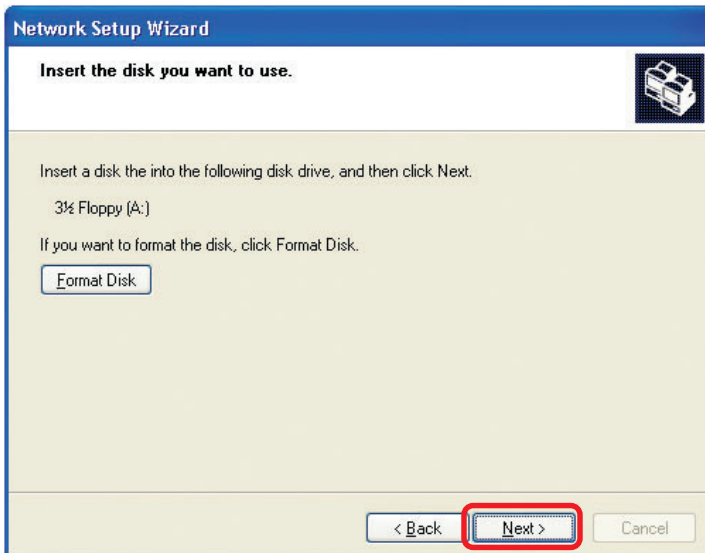 Network Setup Wizard
Insert the disk you want to use.
Insert a disk the into the following disk drive, and then click Next.
3½ Floppy (A:)
If you want to format the disk, click Format Disk.
Format Disk
< Back Next > Cancel